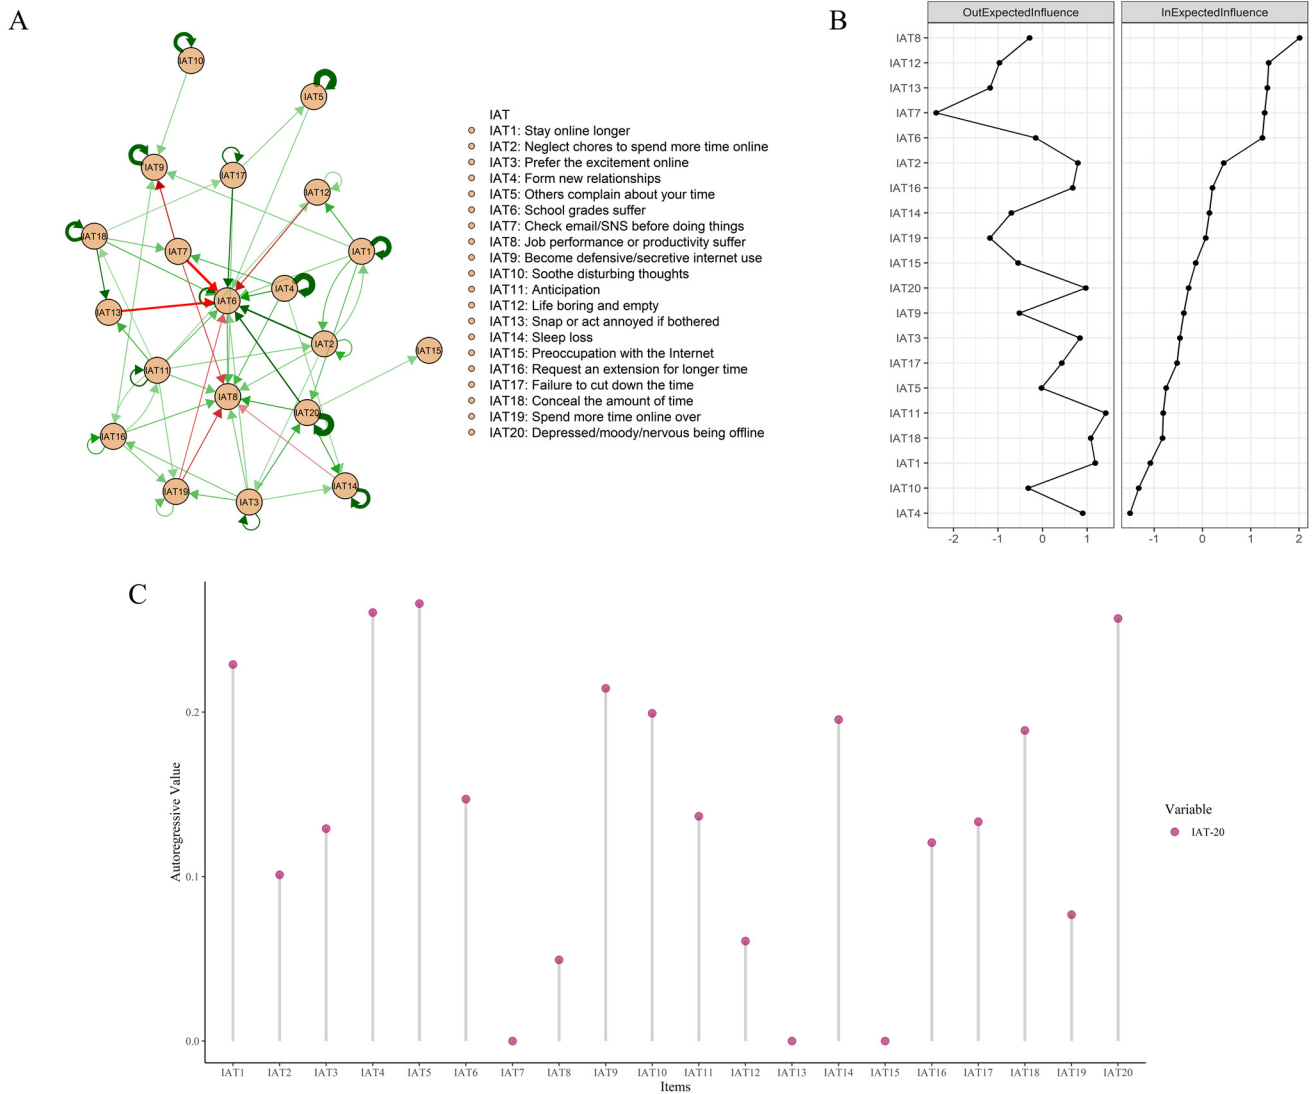 A
IAT10
IAT5
IAT9
IAT17
IAT12
IAT18
IAT7
IAT1
IAT4
IAT6
IAT13
IAT2
IAT15
IAT11
IAT8
IAT20
IAT16
IAT14
IAT19
IAT3
IAT
IAT1: Stay online longer
IAT2: Neglect chores to spend more time online
IAT3: Prefer the excitement online
IAT4: Form new relationships
IAT5: Others complain about your time
IAT6: School grades suffer
IAT7: Check email/SNS before doing things
IAT8: Job performance or productivity suffer
IAT9: Become defensive/secretive internet use
IAT10: Soothe disturbing thoughts
IAT11: Anticipation
IAT12: Life boring and empty
IAT13: Snap or act annoyed if bothered
IAT14: Sleep loss
IAT15: Preoccupation with the Internet
IAT16: Request an extension for longer time
IAT17: Failure to cut down the time
IAT18: Conceal the amount of time
IAT19: Spend more time online over
IAT20: Depressed/moody/nervous being offline
B
OutExpectedInfluence InExpectedInfluence
IAT8
IAT12
IAT13
IAT7
IAT6
IAT2
IAT16
IAT14
IAT19
IAT15
IAT20
IAT9
IAT3
IAT17
IAT5
IAT11
IAT18
IAT1
IAT10
IAT4
-2 -1 0 1 -1 0 1 2
C
Autoregressive Value
0.2
0.1
0.0
IAT1 IAT2 IAT3 IAT4 IAT5 IAT6 IAT7 IAT8 IAT9 IAT10 IAT11 IAT12 IAT13 IAT14 IAT15 IAT16 IAT17 IAT18 IAT19 IAT20
Items
Variable
IAT-20